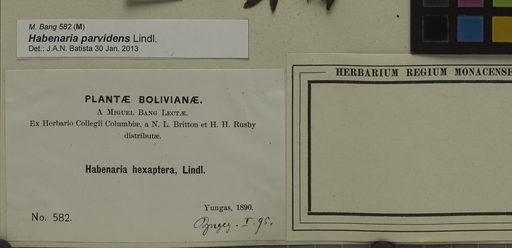 M. Bang 582 (M)
Habenaria parvidens Lindl.
Det.: J.A.N. Batista 30 Jan. 2013
HERBARIUM REGIUM MONACENSE
PLANTÆ BOLIVIANÆ.
A MIGUEL BANG LECTÆ.
Ex Herbario Collegii Columbiæ, a N. L. Britton et H. H. Rusby
distributæ.
Habenaria hexaptera, Lindl.
Yungas, 1890.
No. 582.
I. 95.